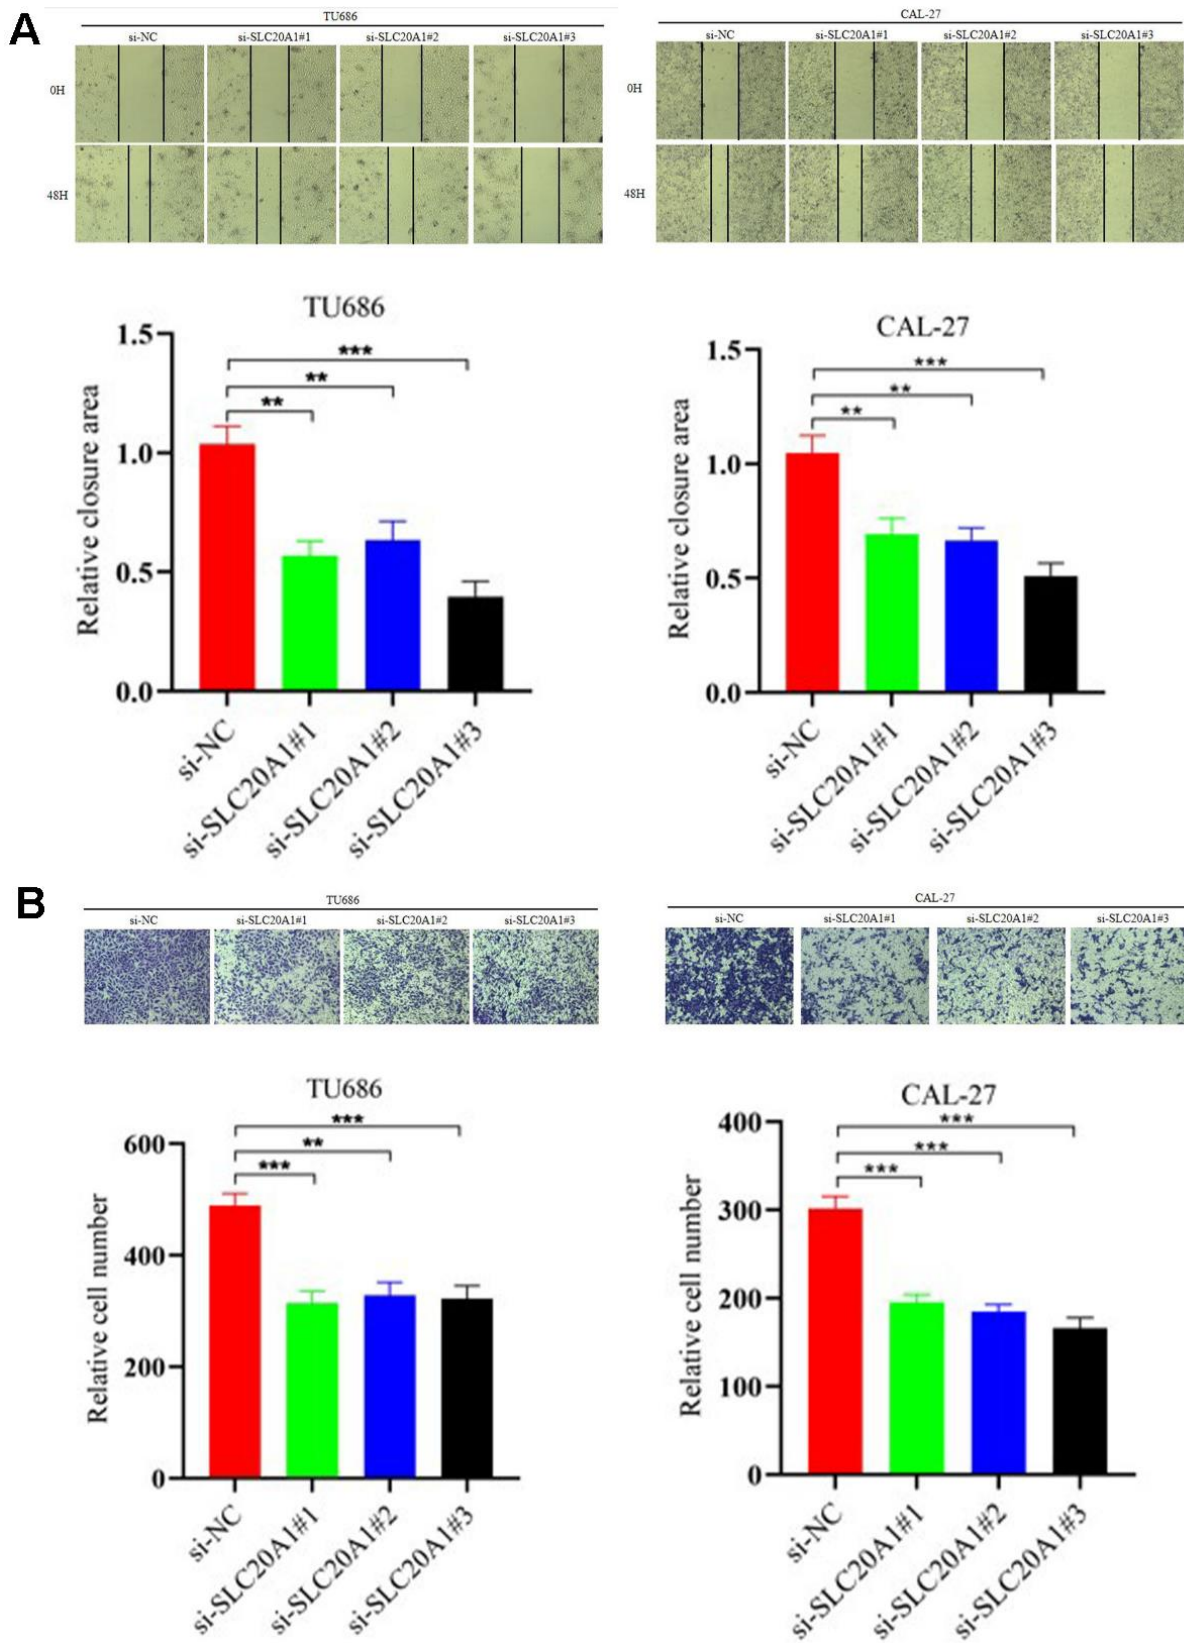 A
TU686
si-NC si-SLC20A1#1 si-SLC20A1#2 si-SLC20A1#3
0H
48H
CAL-27
si-NC si-SLC20A1#1 si-SLC20A1#2 si-SLC20A1#3
0H
48H
TU686
Relative closure area
1.5
1.0
0.5
0.0
***
**
**
si-NC
si-SLC20A1#1
si-SLC20A1#2
si-SLC20A1#3
CAL-27
Relative closure area
1.5
1.0
0.5
0.0
***
**
**
si-NC
si-SLC20A1#1
si-SLC20A1#2
si-SLC20A1#3
B
TU686
si-NC si-SLC20A1#1 si-SLC20A1#2 si-SLC20A1#3
CAL-27
si-NC si-SLC20A1#1 si-SLC20A1#2 si-SLC20A1#3
TU686
Relative cell number
600
400
200
0
***
**
***
si-NC
si-SLC20A1#1
si-SLC20A1#2
si-SLC20A1#3
CAL-27
Relative cell number
400
300
200
100
0
***
***
***
si-NC
si-SLC20A1#1
si-SLC20A1#2
si-SLC20A1#3